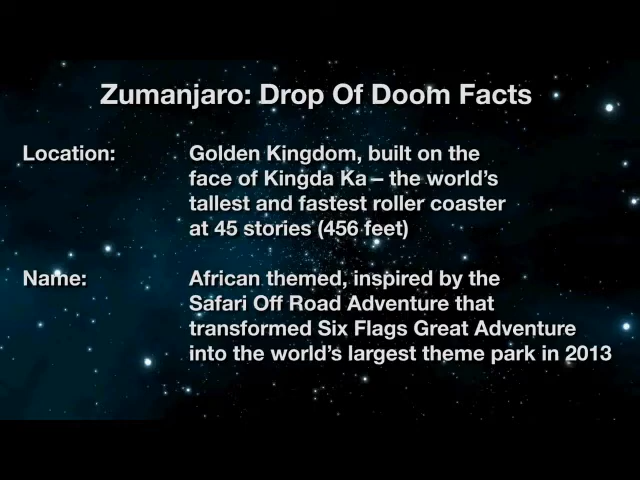 Zumanjaro: Drop Of Doom Facts
Location: Golden Kingdom, built on the
face of Kingda Ka – the world's
tallest and fastest roller coaster
at 45 stories (456 feet)
Name: African themed, inspired by the
Safari Off Road Adventure that
transformed Six Flags Great Adventure
into the world's largest theme park in 2013